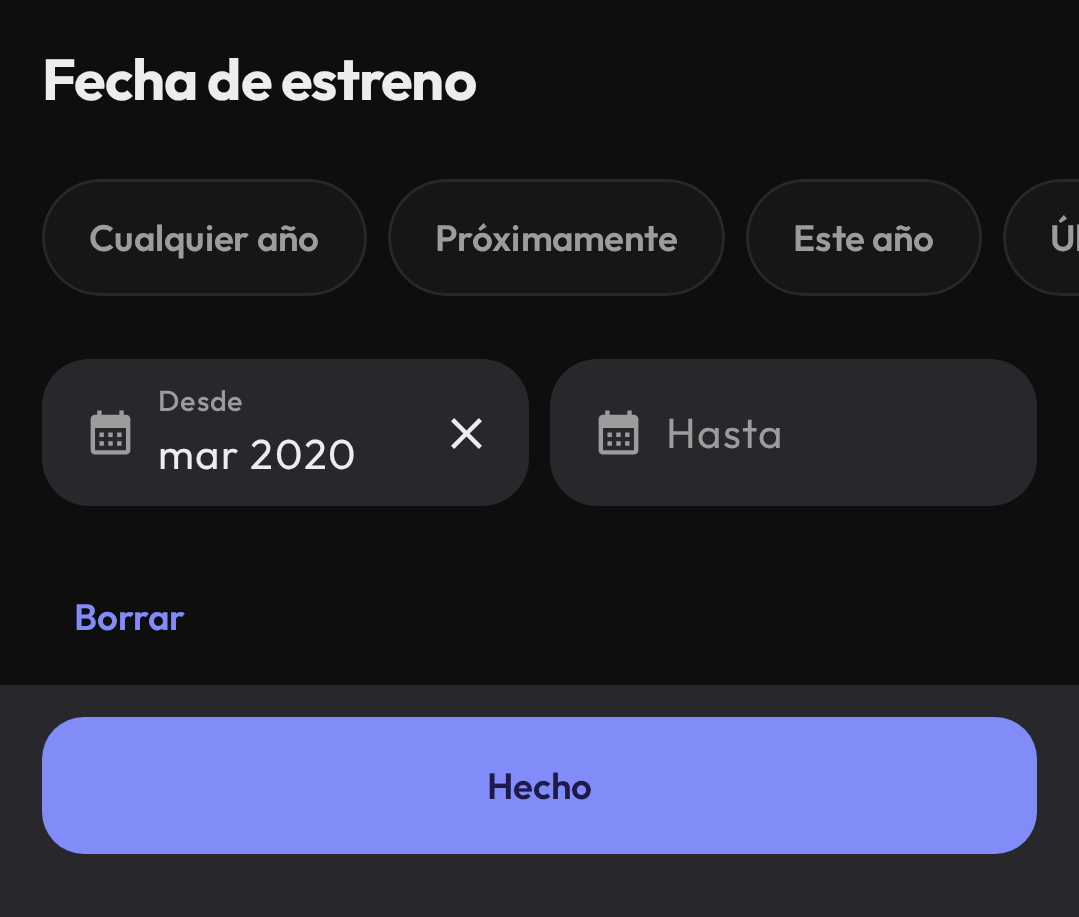 Fecha de estreno
Cualquier año Próximamente Este año
Desde
mar 2020
Hasta
Borrar
Hecho